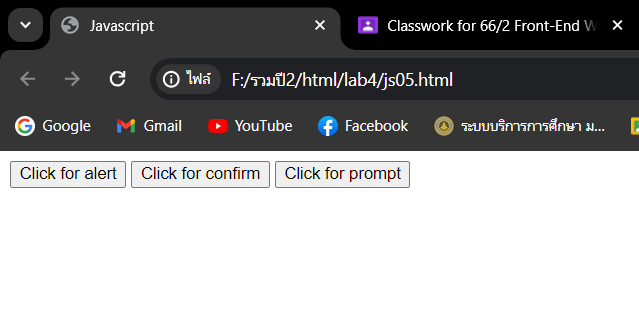 Javascript
Classwork for 66/2 Front-End W
ไฟล์ F:/รวมปี2/html/lab4/js05.html
Google Gmail YouTube Facebook ระบบบริการการศึกษา ม...
Click for alert Click for confirm Click for prompt